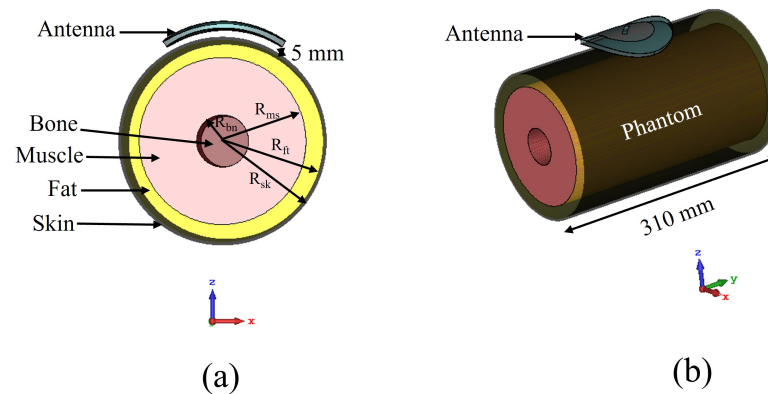 Antenna
5 mm
Bone
Muscle
Fat
Skin
R_bn
R_ms
R_ft
R_sk
z
x
(a)
Antenna
Phantom
310 mm
z
y
x
(b)